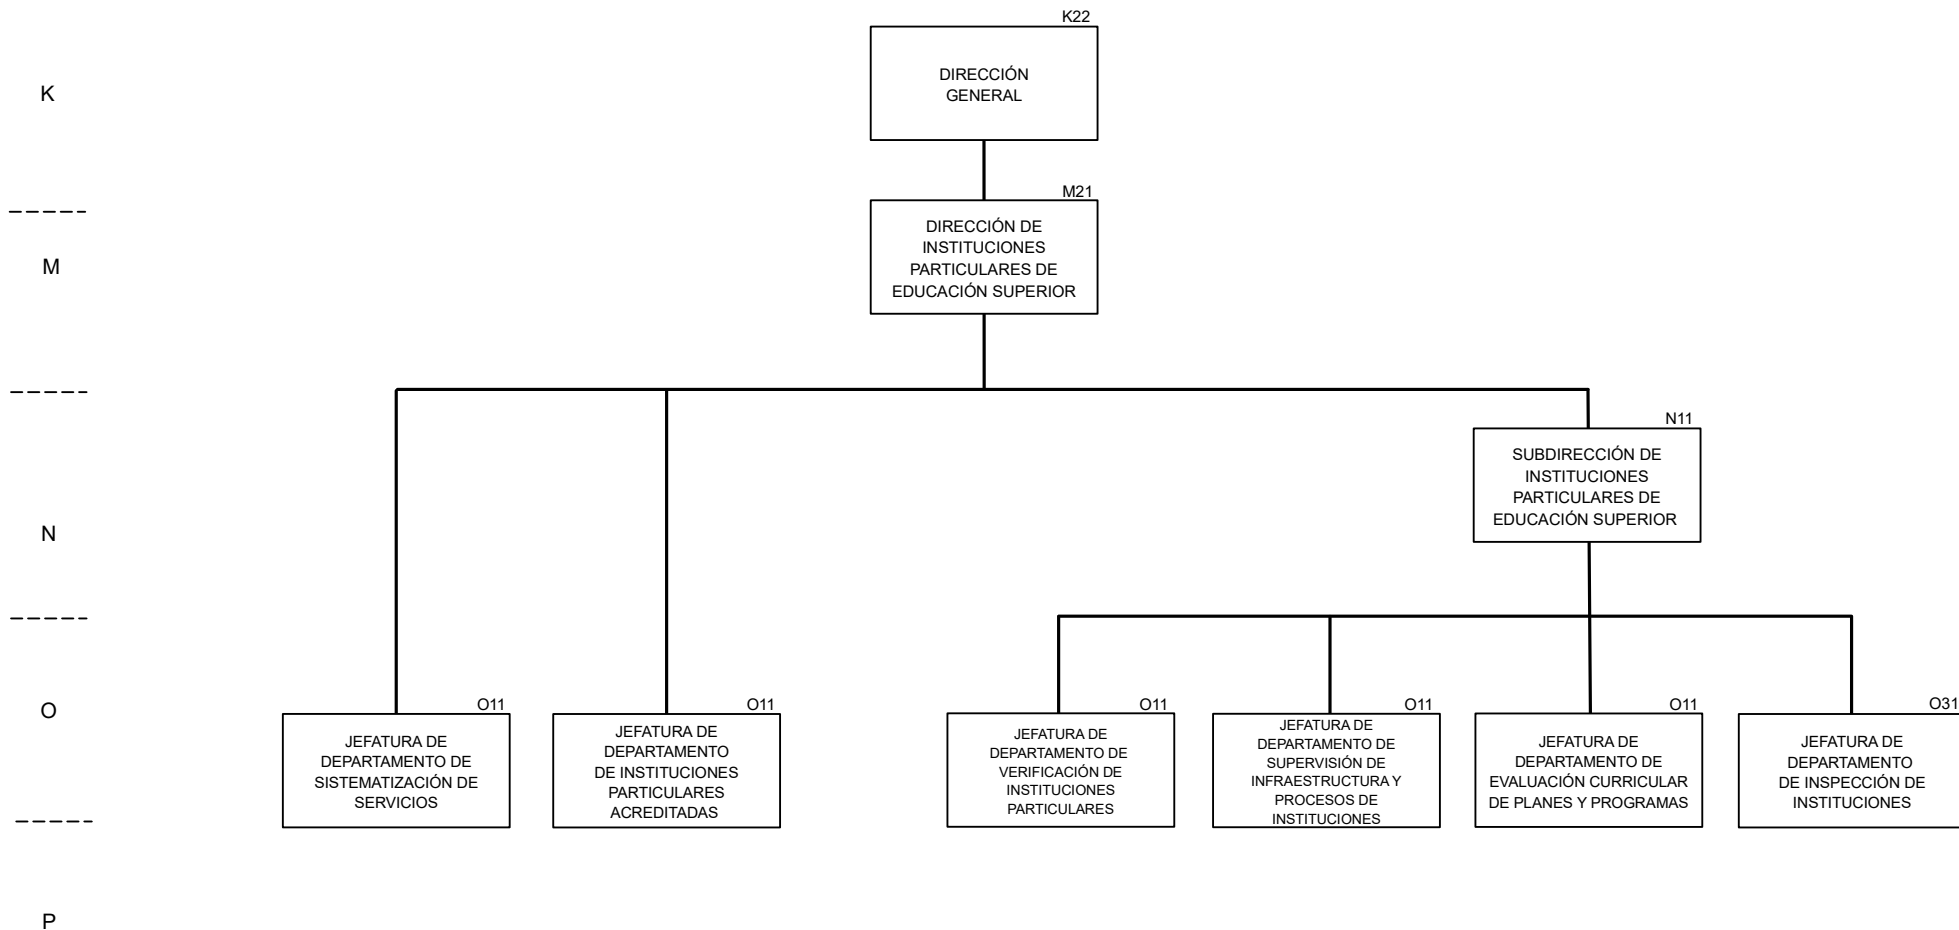 K22
DIRECCIÓN
GENERAL
K
M21
DIRECCIÓN DE
INSTITUCIONES
PARTICULARES DE
EDUCACIÓN SUPERIOR
M
N11
SUBDIRECCIÓN DE
INSTITUCIONES
PARTICULARES DE
EDUCACIÓN SUPERIOR
N
O
O11
JEFATURA DE
DEPARTAMENTO DE
SISTEMATIZACIÓN DE
SERVICIOS
O11
JEFATURA DE
DEPARTAMENTO
DE INSTITUCIONES
PARTICULARES
ACREDITADAS
O11
JEFATURA DE
DEPARTAMENTO DE
VERIFICACIÓN DE
INSTITUCIONES
PARTICULARES
O11
JEFATURA DE
DEPARTAMENTO DE
SUPERVISIÓN DE
INFRAESTRUCTURA Y
PROCESOS DE
INSTITUCIONES
O11
JEFATURA DE
DEPARTAMENTO DE
EVALUACIÓN CURRICULAR
DE PLANES Y PROGRAMAS
O31
JEFATURA DE
DEPARTAMENTO
DE INSPECCIÓN DE
INSTITUCIONES
P